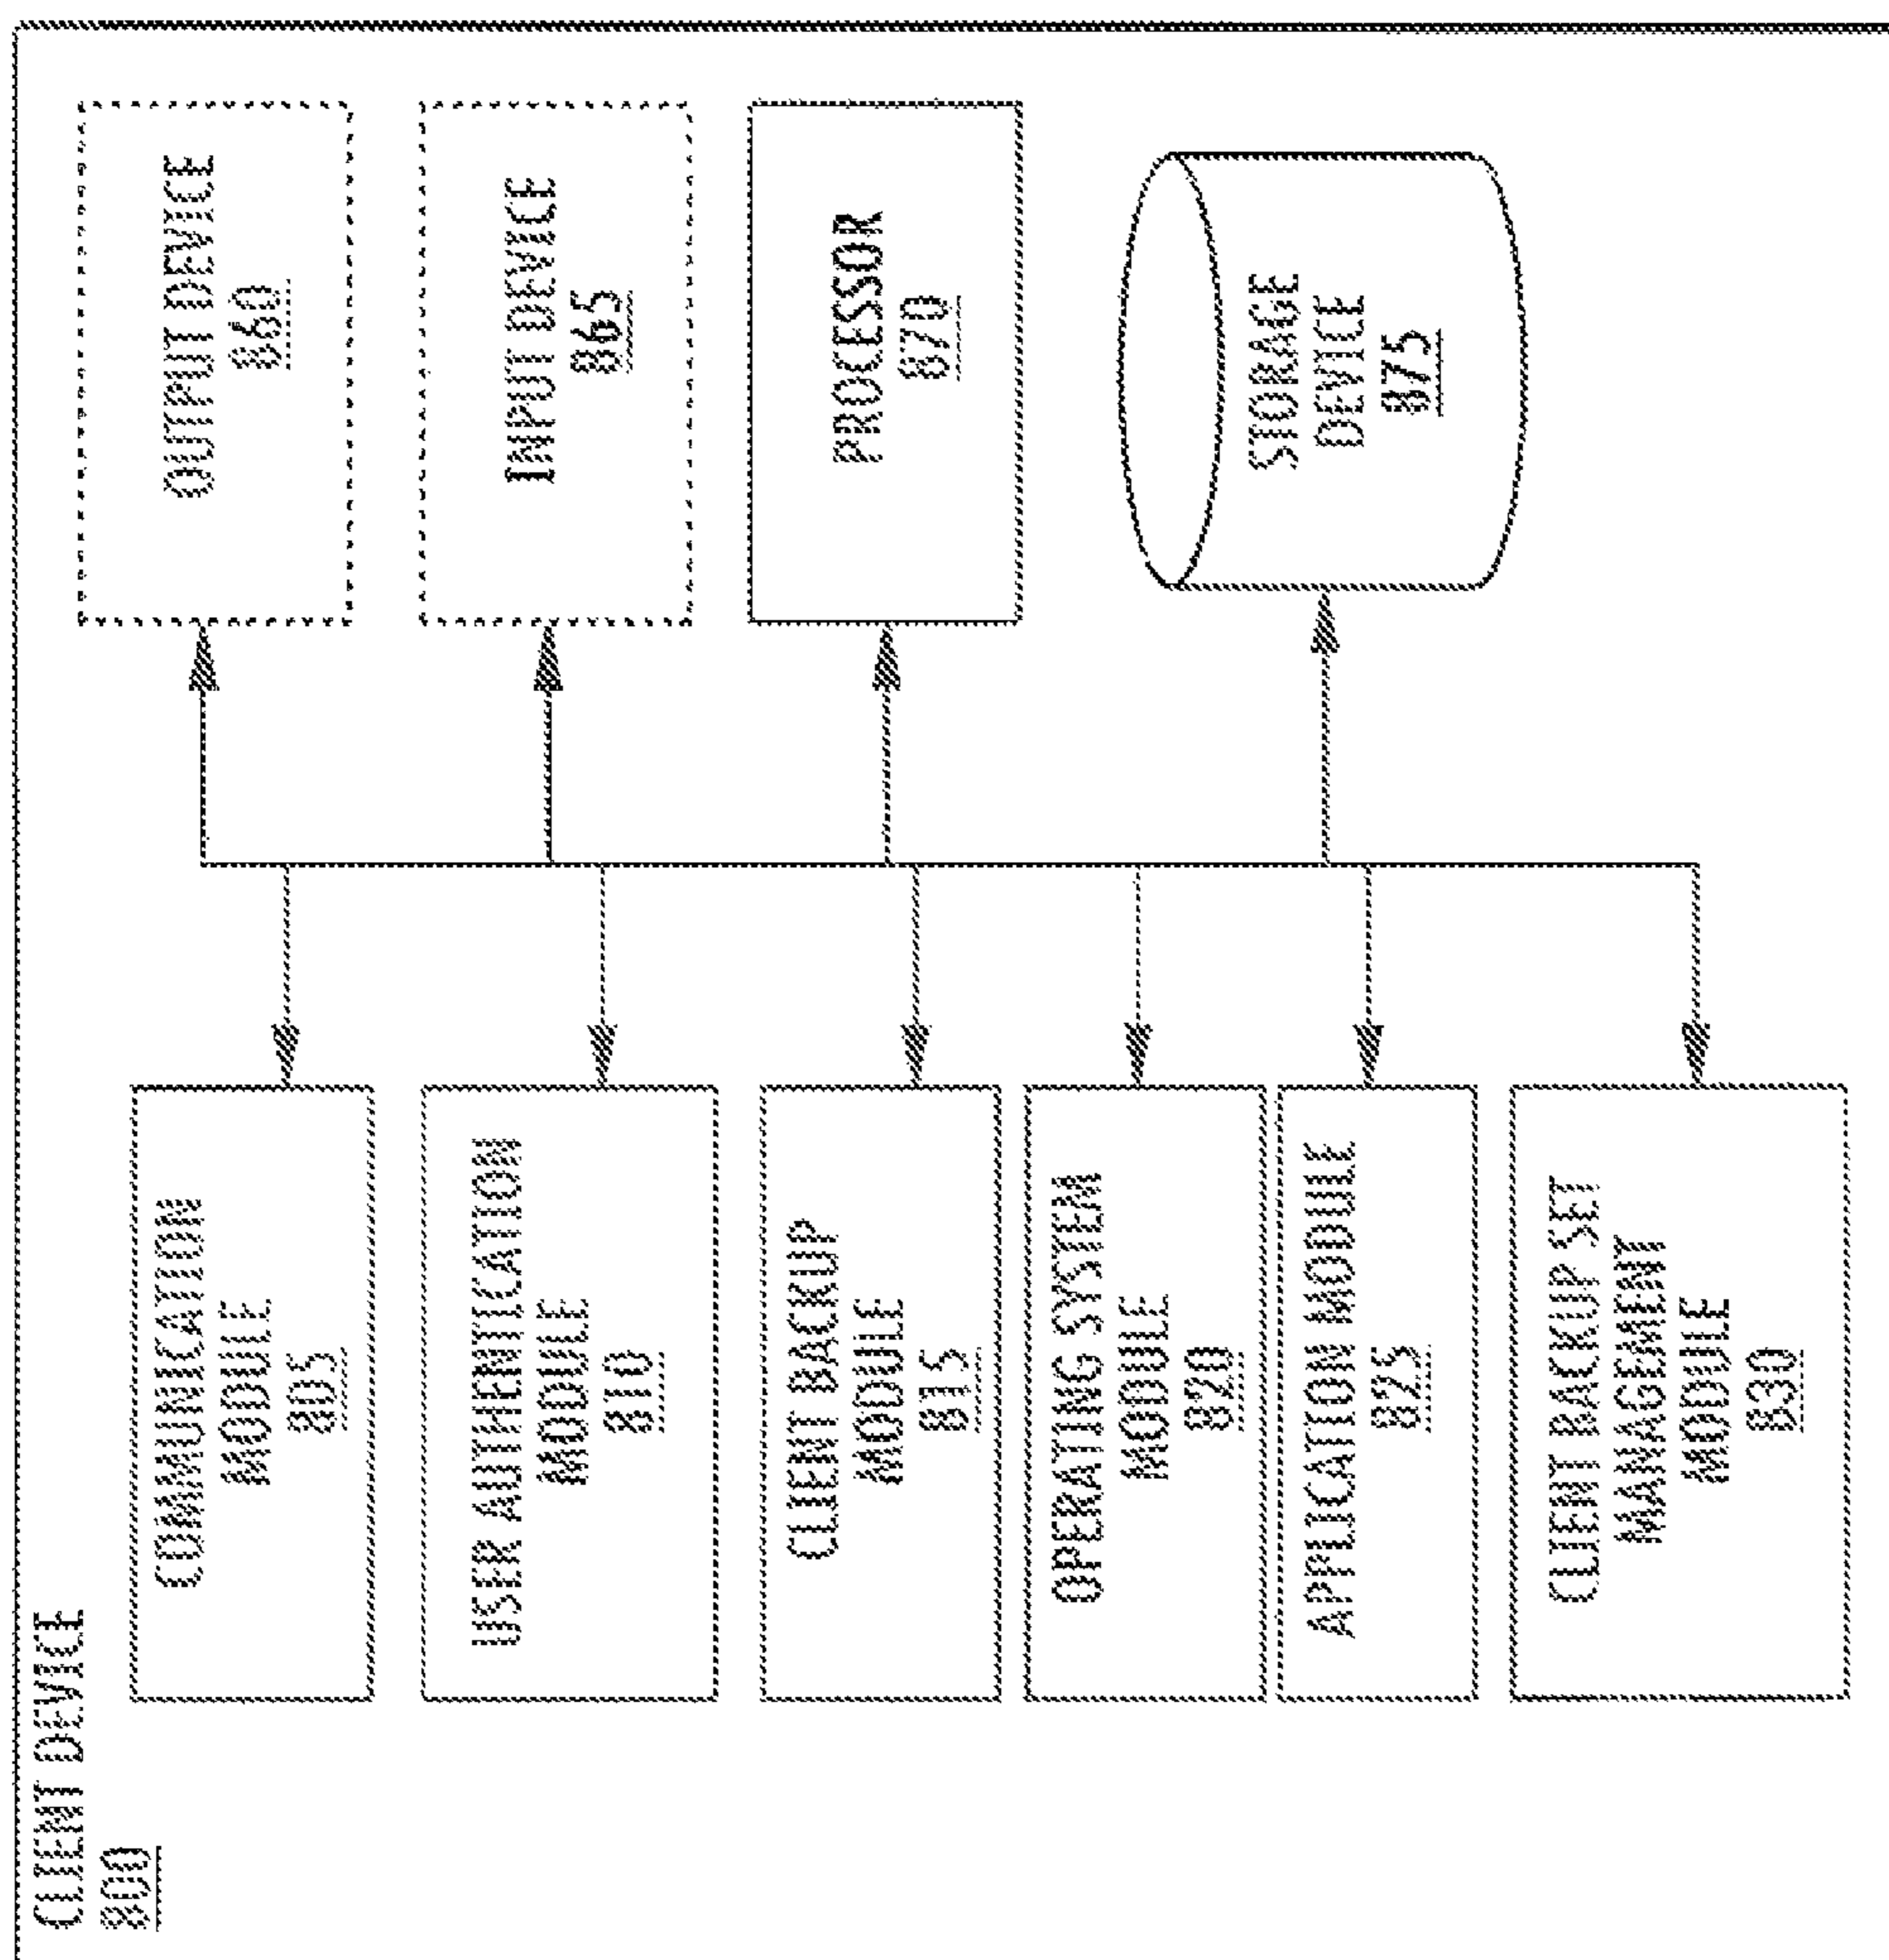 CLIENT DEVICE
800
COMMUNICATION
MODULE
805
USER AUTHENTICATION
MODULE
810
CLIENT BACKUP
MODULE
815
OPERATING SYSTEM
MODULE
820
APPLICATION MODULE
825
CLIENT BACKUP SET
MANAGEMENT
MODULE
830
OUTPUT DEVICE
860
INPUT DEVICE
865
PROCESSOR
870
STORAGE
DEVICE
875